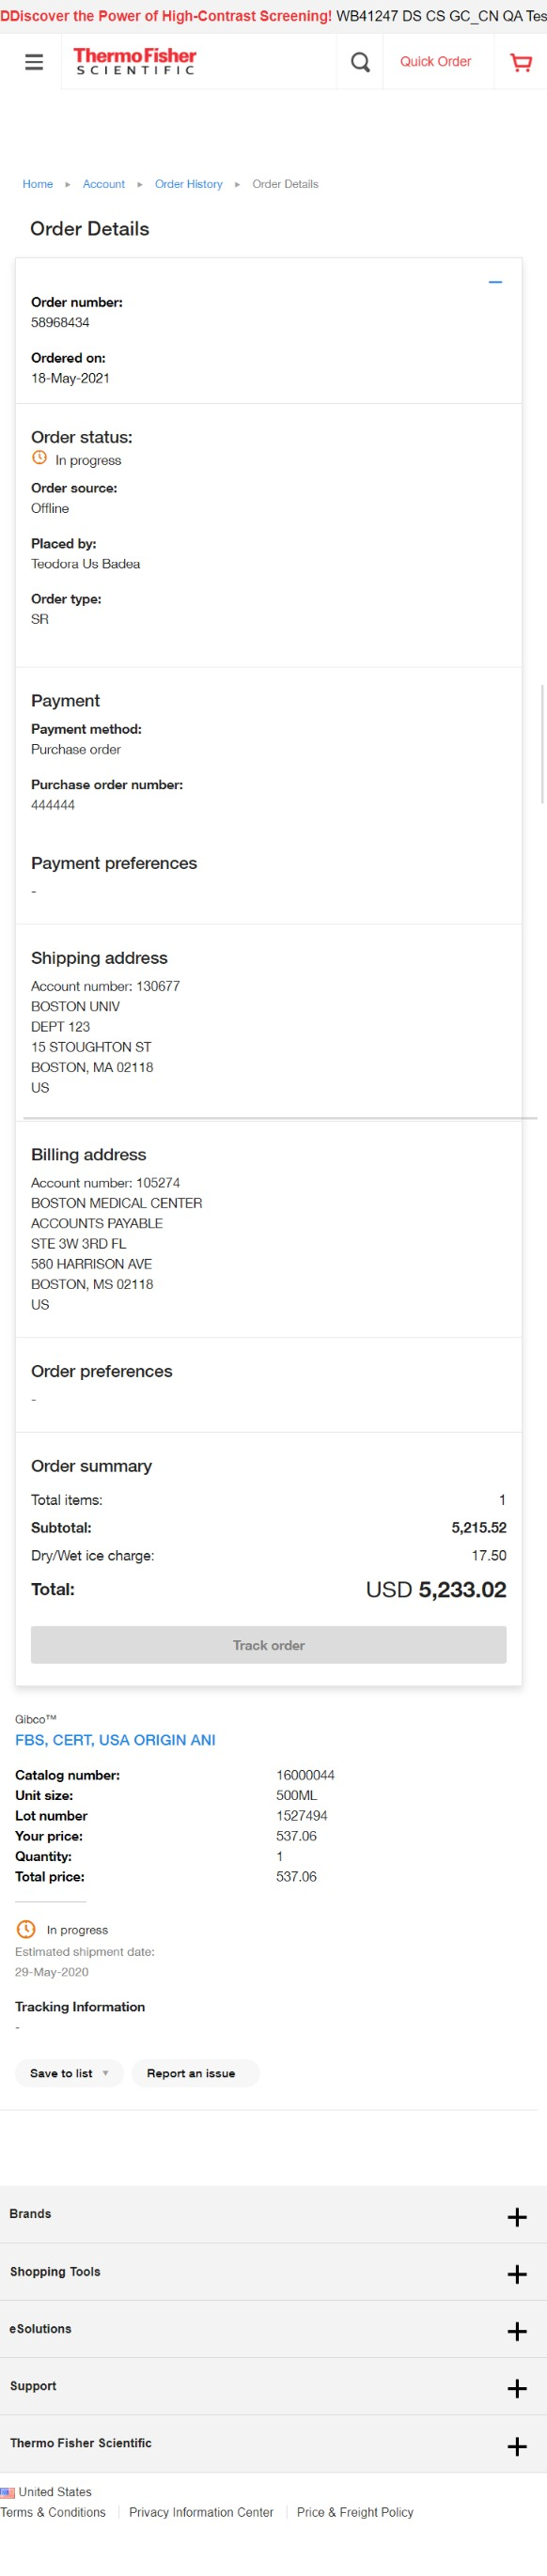 DDiscover the Power of High-Contrast Screening! WB41247 DS CS GC_CN QA Tes
ThermoFisher
SCIENTIFIC
Quick Order
Home ▸ Account ▸ Order History ▸ Order Details
Order Details
Order number:
58968434
Ordered on:
18-May-2021
Order status:
In progress
Order source:
Offline
Placed by:
Teodora Us Badea
Order type:
SR
Payment
Payment method:
Purchase order
Purchase order number:
444444
Payment preferences
-
Shipping address
Account number: 130677
BOSTON UNIV
DEPT 123
15 STOUGHTON ST
BOSTON, MA 02118
US
Billing address
Account number: 105274
BOSTON MEDICAL CENTER
ACCOUNTS PAYABLE
STE 3W 3RD FL
580 HARRISON AVE
BOSTON, MS 02118
US
Order preferences
-
Order summary
Total items: 1
Subtotal: 5,215.52
Dry/Wet ice charge: 17.50
Total: USD 5,233.02
Track order
Gibco™
FBS, CERT, USA ORIGIN ANI
Catalog number: 16000044
Unit size: 500ML
Lot number 1527494
Your price: 537.06
Quantity: 1
Total price: 537.06
In progress
Estimated shipment date:
29-May-2020
Tracking Information
-
Save to list ▼ Report an issue
Brands
Shopping Tools
eSolutions
Support
Thermo Fisher Scientific
United States
Terms & Conditions Privacy Information Center Price & Freight Policy